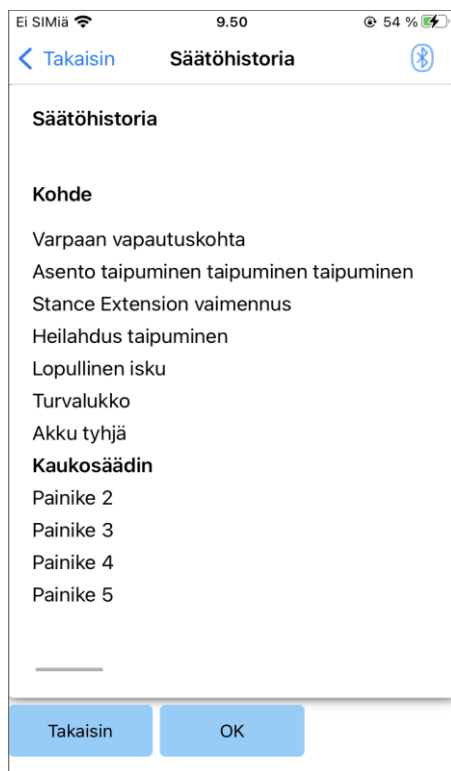 Ei SIMiä 9.50 54 %
Takaisin Säätöhistoria
Säätöhistoria
Kohde
Varpaan vapautuskohta
Asento taipuminen taipuminen taipuminen
Stance Extension vaimennus
Heilahdus taipuminen
Lopullinen isku
Turvalukko
Akku tyhjä
Kaukosäädin
Painike 2
Painike 3
Painike 4
Painike 5
Takaisin OK